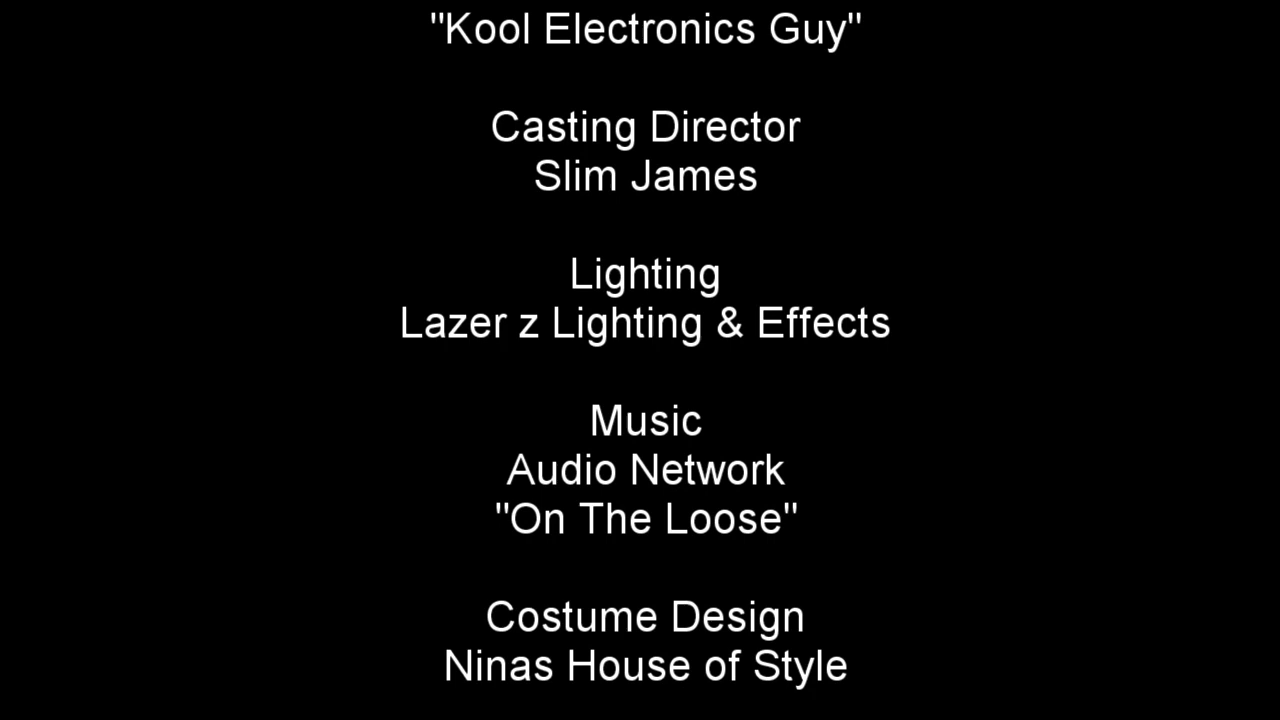 "Kool Electronics Guy"
Casting Director
Slim James
Lighting
Lazer z Lighting & Effects
Music
Audio Network
"On The Loose"
Costume Design
Ninas House of Style